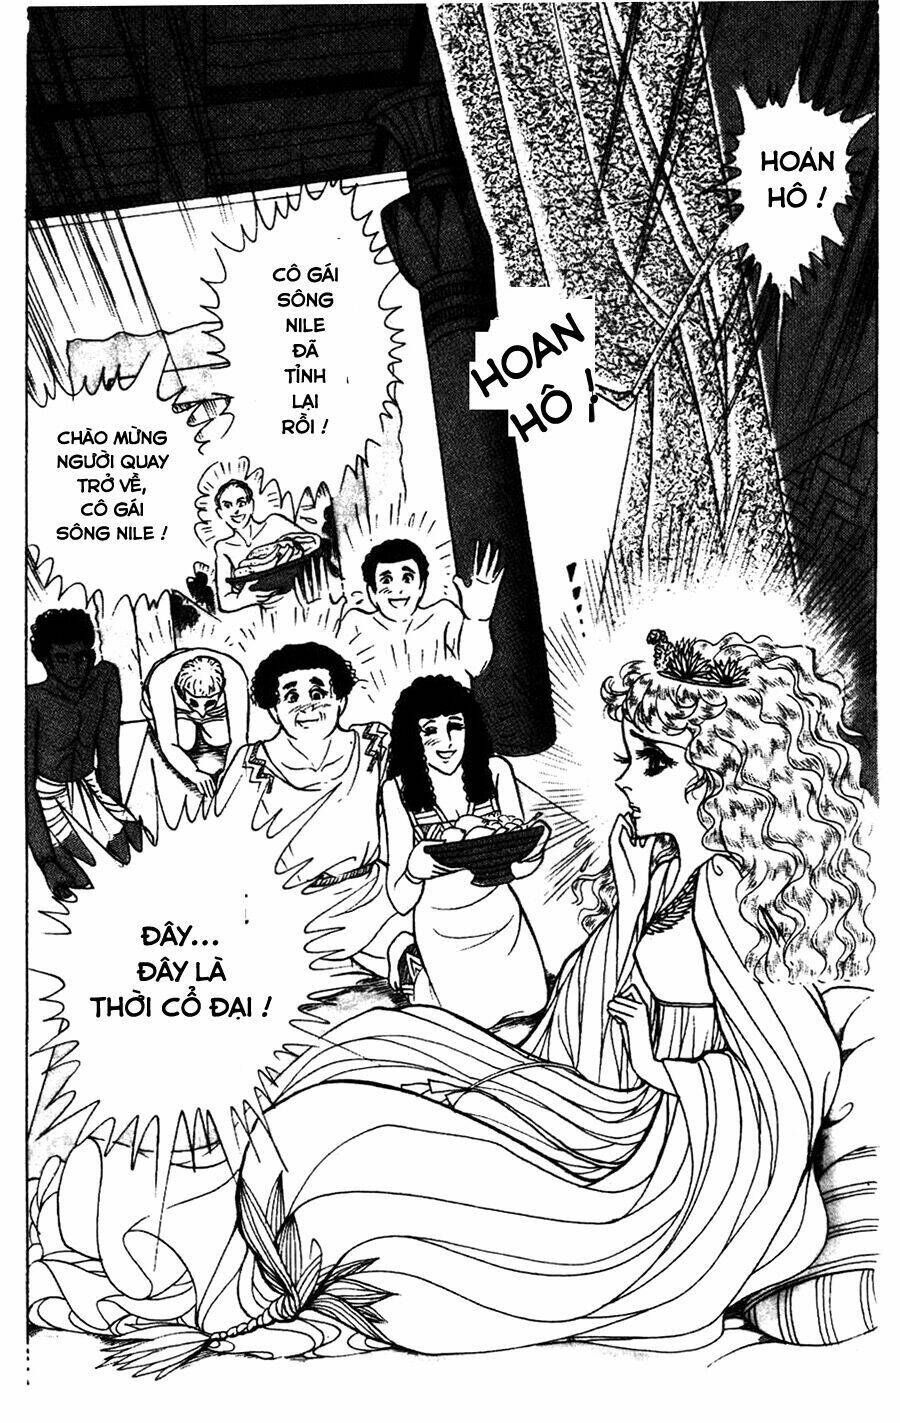 HOAN
HÔ !
HOAN
HÔ !
CÔ GÁI
SÔNG
NILE
ĐÃ
TỈNH
LẠI
RỒI !
CHÀO MỪNG
NGƯỜI QUAY
TRỞ VỀ,
CÔ GÁI
SÔNG NILE !
ĐÂY...
ĐÂY LÀ
THỜI CỔ ĐẠI !